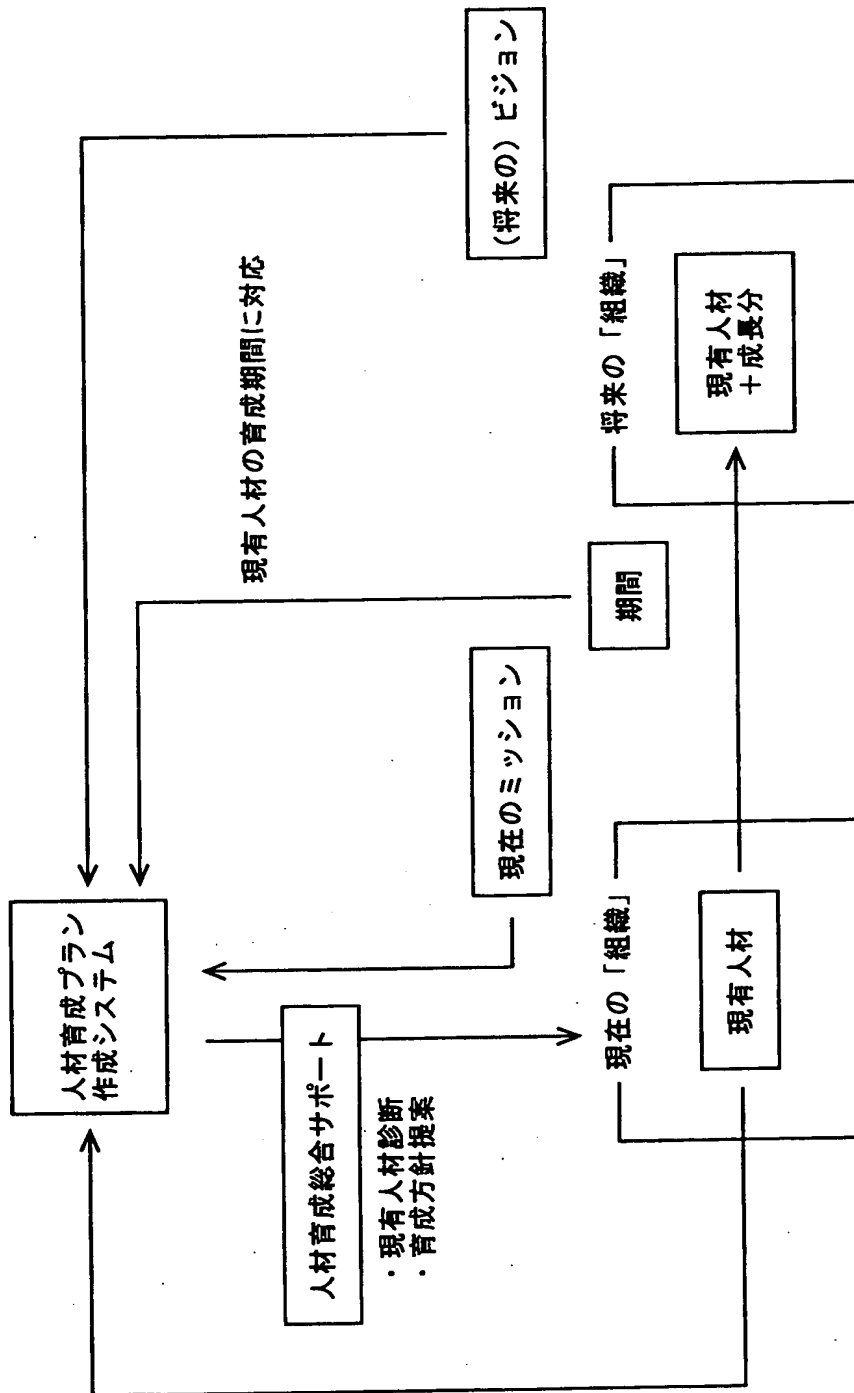 人材育成プラン
作成システム
人材育成総合サポート
・現有人材診断
・育成方針提案
現在のミッション
現有人材の育成期間に対応
(将来の) ビジョン
期間
現在の「組織」
現有人材
将来の「組織」
現有人材
+成長分